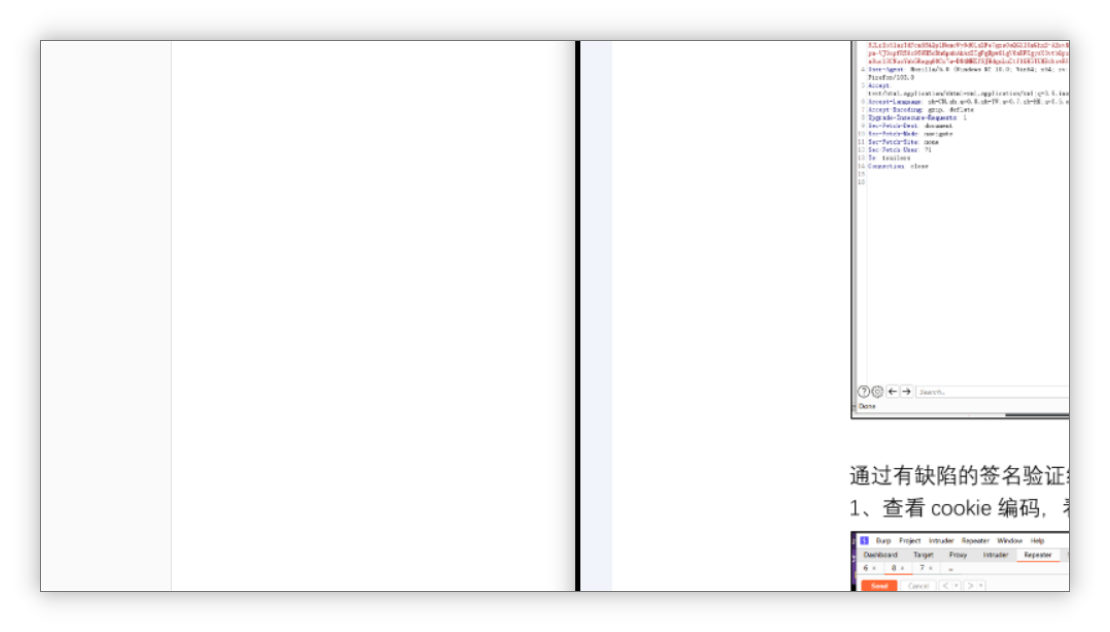 4 User-Agent: Mozilla/5.0 (Windows NT 10.0; Win64; x64; rv:
Firefox/102.0
5 Accept:
text/html,application/xhtml+xml,application/xml;q=0.9,ima
6 Accept-Language: zh-CN,zh;q=0.8,zh-TW;q=0.7,zh-HK;q=0.5,e
7 Accept-Encoding: gzip, deflate
8 Upgrade-Insecure-Requests: 1
9 Sec-Fetch-Dest: document
10 Sec-Fetch-Mode: navigate
11 Sec-Fetch-Site: none
12 Sec-Fetch-User: ?1
13 Te: trailers
14 Connection: close
15
16
Search...
Done
通过有缺陷的签名验证
1、查看 cookie 编码，
Burp Project Intruder Repeater Window Help
Dashboard Target Proxy Intruder Repeater
6 × 8 × 7 × ...
Send Cancel < >